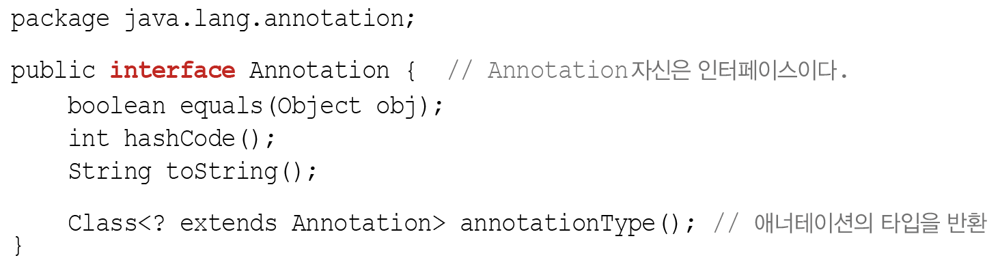 package java.lang.annotation;
public interface Annotation {  // Annotation자신은 인터페이스이다.
    boolean equals(Object obj);
    int hashCode();
    String toString();
    Class<? extends Annotation> annotationType(); // 애너테이션의 타입을 반환
}